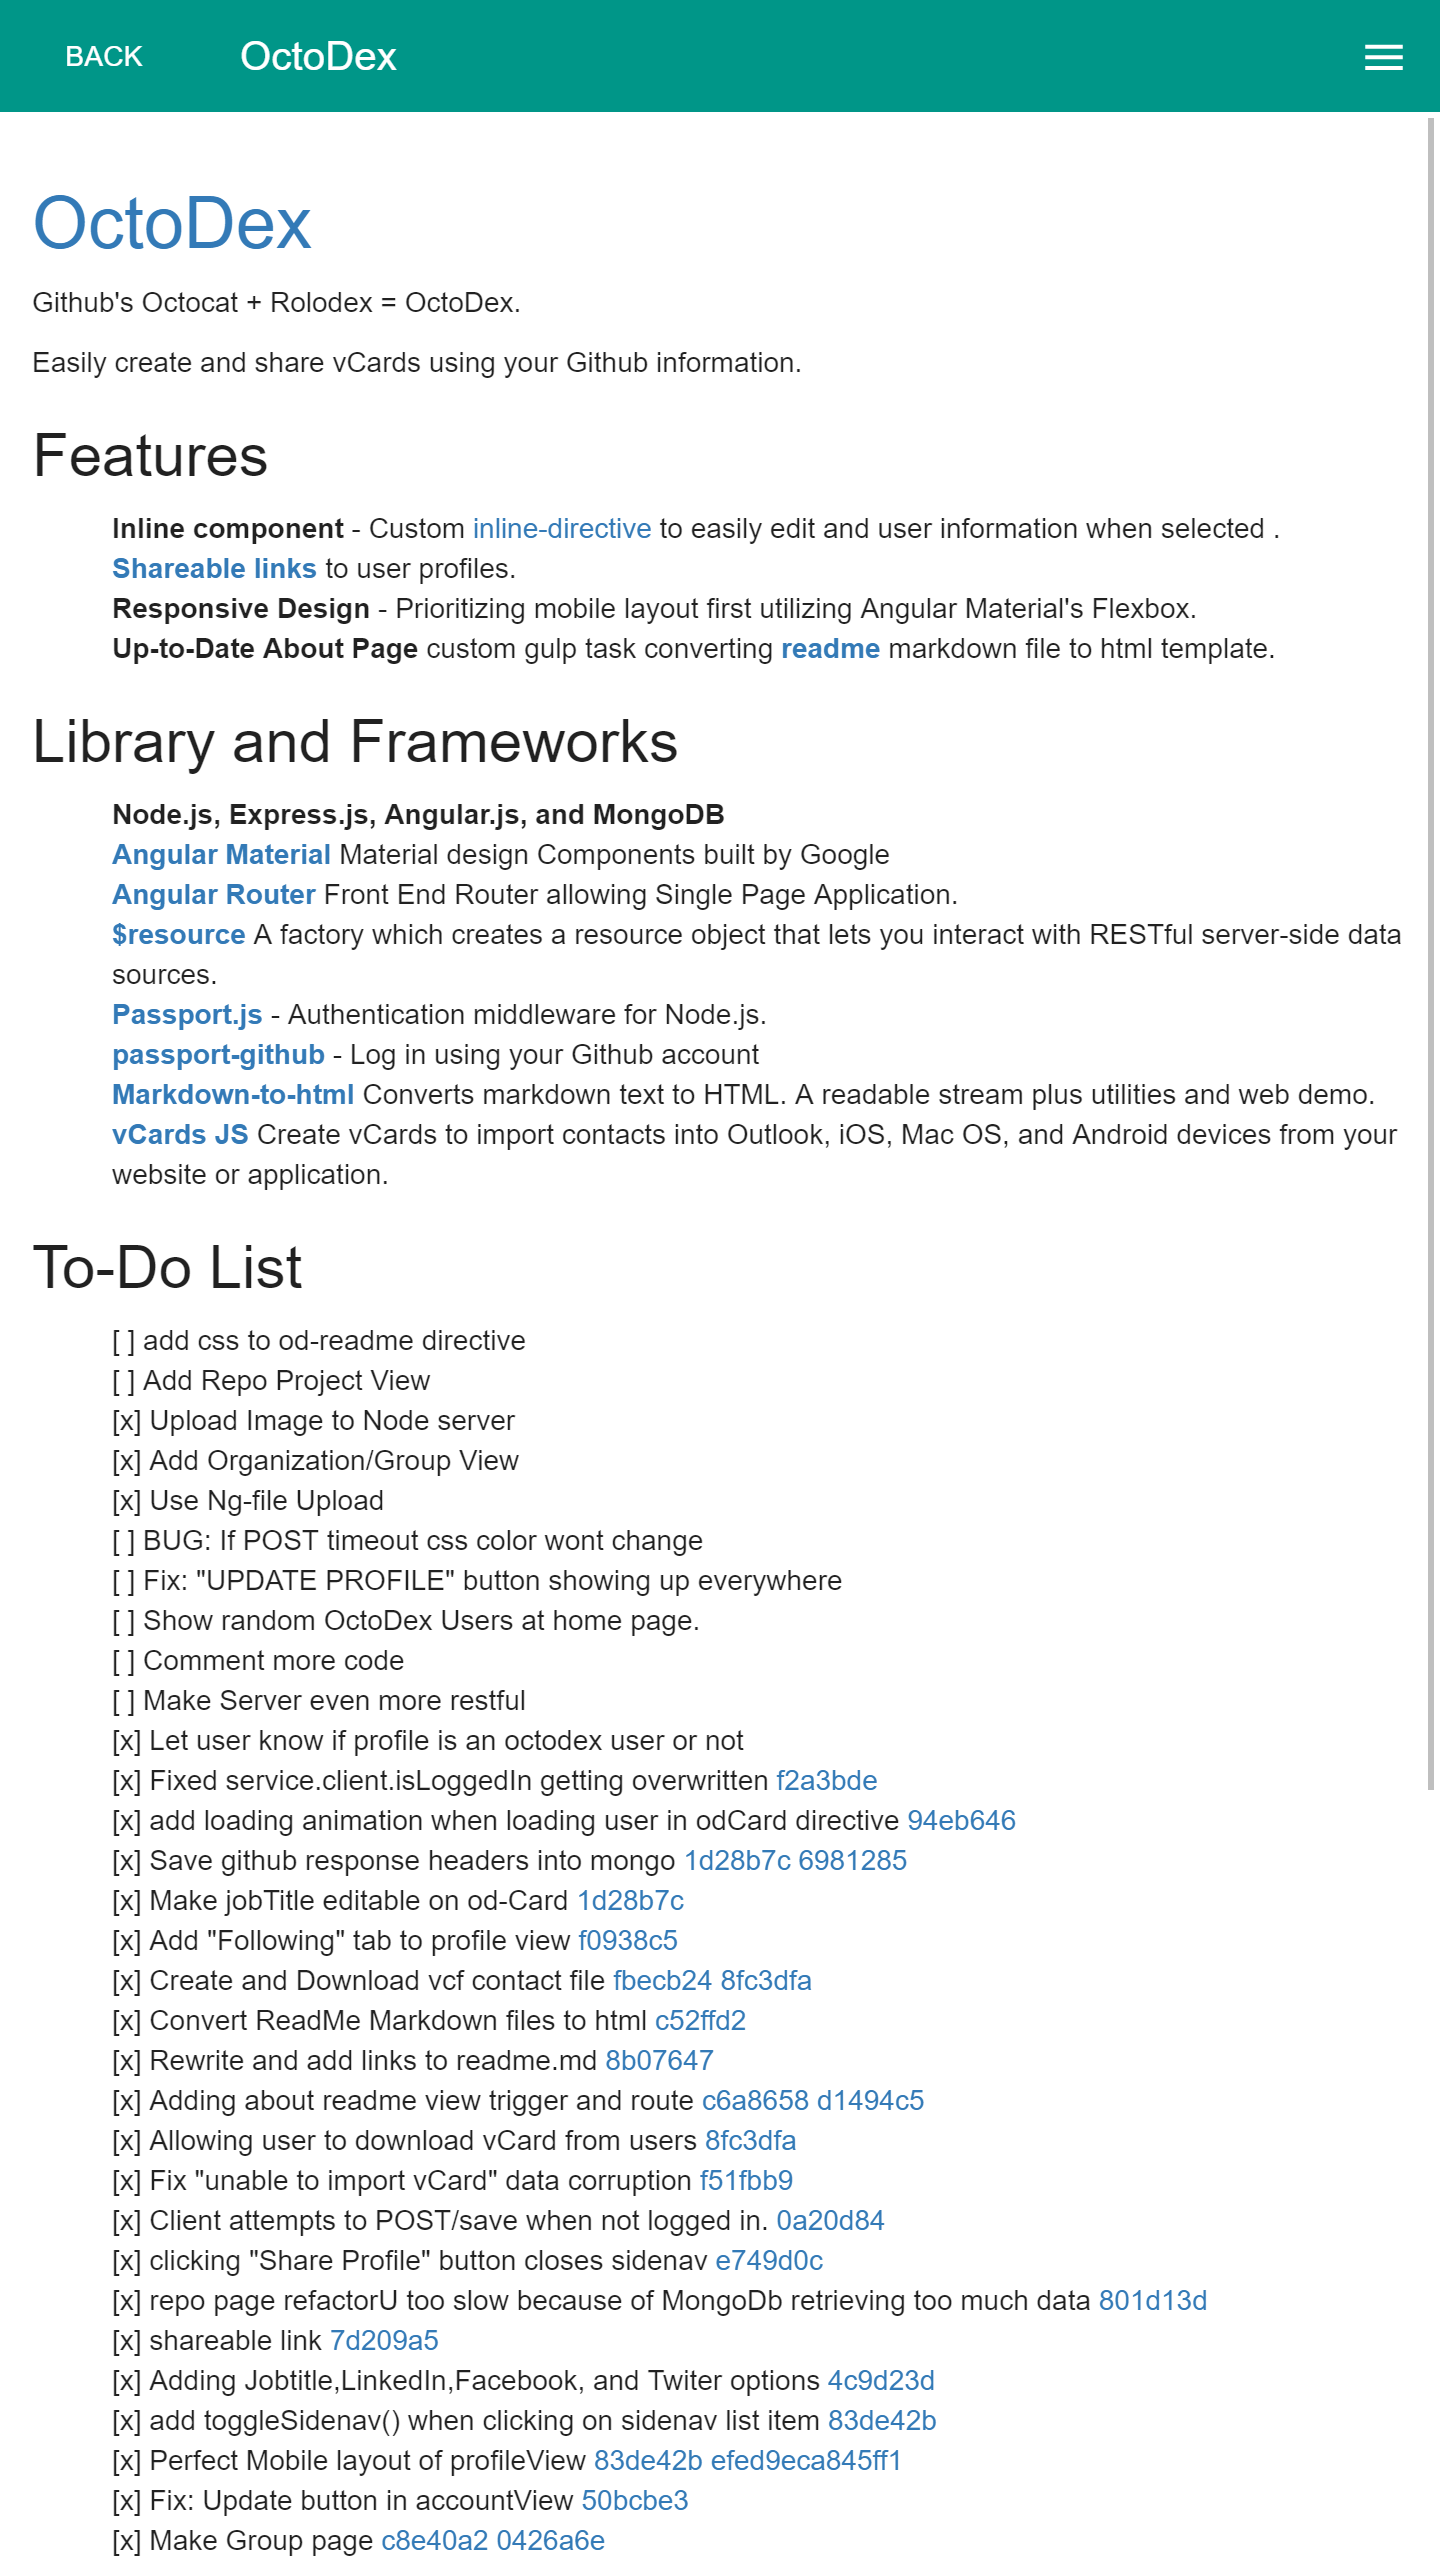 BACK OctoDex
OctoDex
Github's Octocat + Rolodex = OctoDex.
Easily create and share vCards using your Github information.
Features
Inline component - Custom inline-directive to easily edit and user information when selected .
Shareable links to user profiles.
Responsive Design - Prioritizing mobile layout first utilizing Angular Material's Flexbox.
Up-to-Date About Page custom gulp task converting readme markdown file to html template.
Library and Frameworks
Node.js, Express.js, Angular.js, and MongoDB
Angular Material Material design Components built by Google
Angular Router Front End Router allowing Single Page Application.
$resource A factory which creates a resource object that lets you interact with RESTful server-side data
sources.
Passport.js - Authentication middleware for Node.js.
passport-github - Log in using your Github account
Markdown-to-html Converts markdown text to HTML. A readable stream plus utilities and web demo.
vCards JS Create vCards to import contacts into Outlook, iOS, Mac OS, and Android devices from your
website or application.
To-Do List
[ ] add css to od-readme directive
[ ] Add Repo Project View
[x] Upload Image to Node server
[x] Add Organization/Group View
[x] Use Ng-file Upload
[ ] BUG: If POST timeout css color wont change
[ ] Fix: "UPDATE PROFILE" button showing up everywhere
[ ] Show random OctoDex Users at home page.
[ ] Comment more code
[ ] Make Server even more restful
[x] Let user know if profile is an octodex user or not
[x] Fixed service.client.isLoggedIn getting overwritten f2a3bde
[x] add loading animation when loading user in odCard directive 94eb646
[x] Save github response headers into mongo 1d28b7c 6981285
[x] Make jobTitle editable on od-Card 1d28b7c
[x] Add "Following" tab to profile view f0938c5
[x] Create and Download vcf contact file fbecb24 8fc3dfa
[x] Convert ReadMe Markdown files to html c52ffd2
[x] Rewrite and add links to readme.md 8b07647
[x] Adding about readme view trigger and route c6a8658 d1494c5
[x] Allowing user to download vCard from users 8fc3dfa
[x] Fix "unable to import vCard" data corruption f51fbb9
[x] Client attempts to POST/save when not logged in. 0a20d84
[x] clicking "Share Profile" button closes sidenav e749d0c
[x] repo page refactorU too slow because of MongoDb retrieving too much data 801d13d
[x] shareable link 7d209a5
[x] Adding Jobtitle,LinkedIn,Facebook, and Twiter options 4c9d23d
[x] add toggleSidenav() when clicking on sidenav list item 83de42b
[x] Perfect Mobile layout of profileView 83de42b efed9eca845ff1
[x] Fix: Update button in accountView 50bcbe3
[x] Make Group page c8e40a2 0426a6e